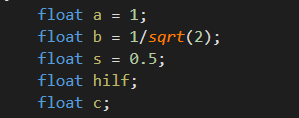 float a = 1;
float b = 1/sqrt(2);
float s = 0.5;
float hilf;
float c;